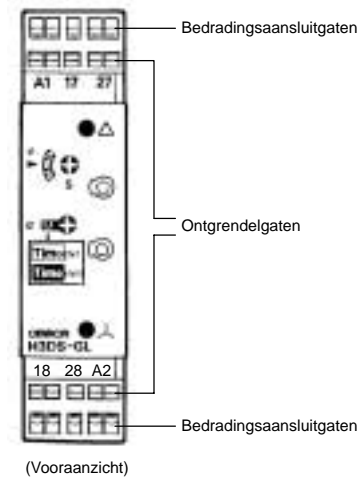 Bedradingsaansluitgaten
A1 17 27
Ontgrendelgaten
OMRON
H3DS-GL
18 28 A2
Bedradingsaansluitgaten
(Vooraanzicht)